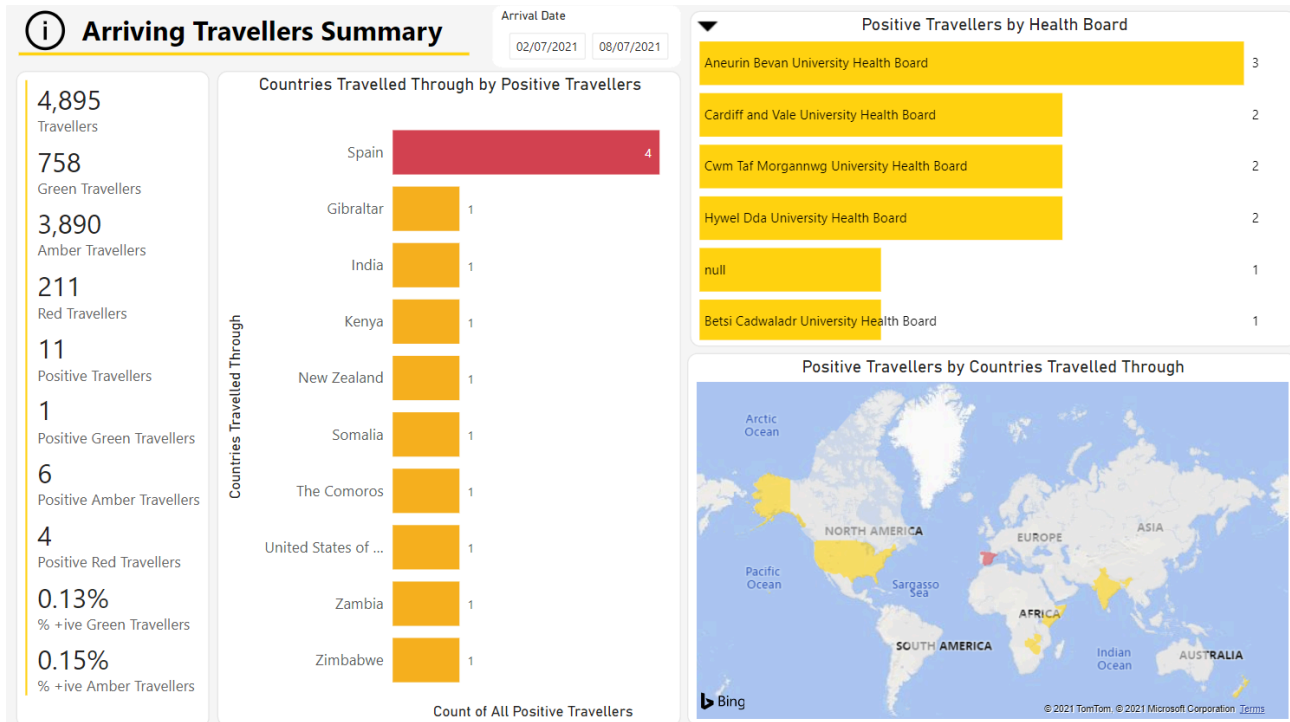 i
Arriving Travellers Summary
Arrival Date
02/07/2021
08/07/2021
4,895
Travellers
758
Green Travellers
3,890
Amber Travellers
211
Red Travellers
11
Positive Travellers
1
Positive Green Travellers
6
Positive Amber Travellers
4
Positive Red Travellers
0.13%
% +ive Green Travellers
0.15%
% +ive Amber Travellers
Countries Travelled Through by Positive Travellers
Countries Travelled Through
Spain 4
Gibraltar 1
India 1
Kenya 1
New Zealand 1
Somalia 1
The Comoros 1
United States of ... 1
Zambia 1
Zimbabwe 1
Count of All Positive Travellers
Positive Travellers by Health Board
Aneurin Bevan University Health Board 3
Cardiff and Vale University Health Board 2
Cwm Taf Morgannwg University Health Board 2
Hywel Dda University Health Board 2
null 1
Betsi Cadwaladr University Health Board 1
Positive Travellers by Countries Travelled Through
Arctic
Ocean
NORTH AMERICA
EUROPE
ASIA
Pacific
Ocean
Sargasso
Sea
AFRICA
SOUTH AMERICA
Indian
Ocean
AUSTRALIA
Bing
© 2021 TomTom, © 2021 Microsoft Corporation Terms